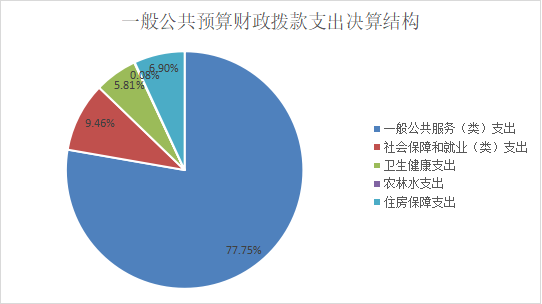 一般公共预算财政拨款支出决算结构
6.90%
0.08%
5.81%
9.46%
77.75%
一般公共服务（类）支出
社会保障和就业（类）支出
卫生健康支出
农林水支出
住房保障支出